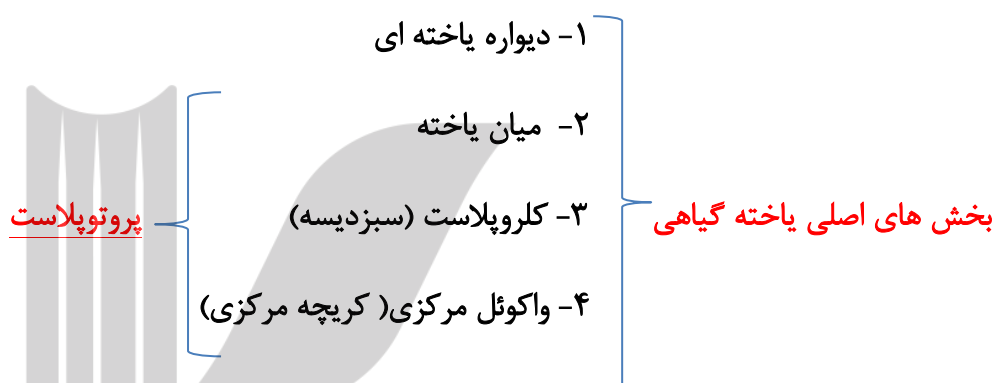 ۱- دیواره یاخته ای
۲- میان یاخته
بخش های اصلی یاخته گیاهی
۳- کلروپلاست (سبزدیسه)
پروتوپلاست
۴- واکوئل مرکزی( کریچه مرکزی)